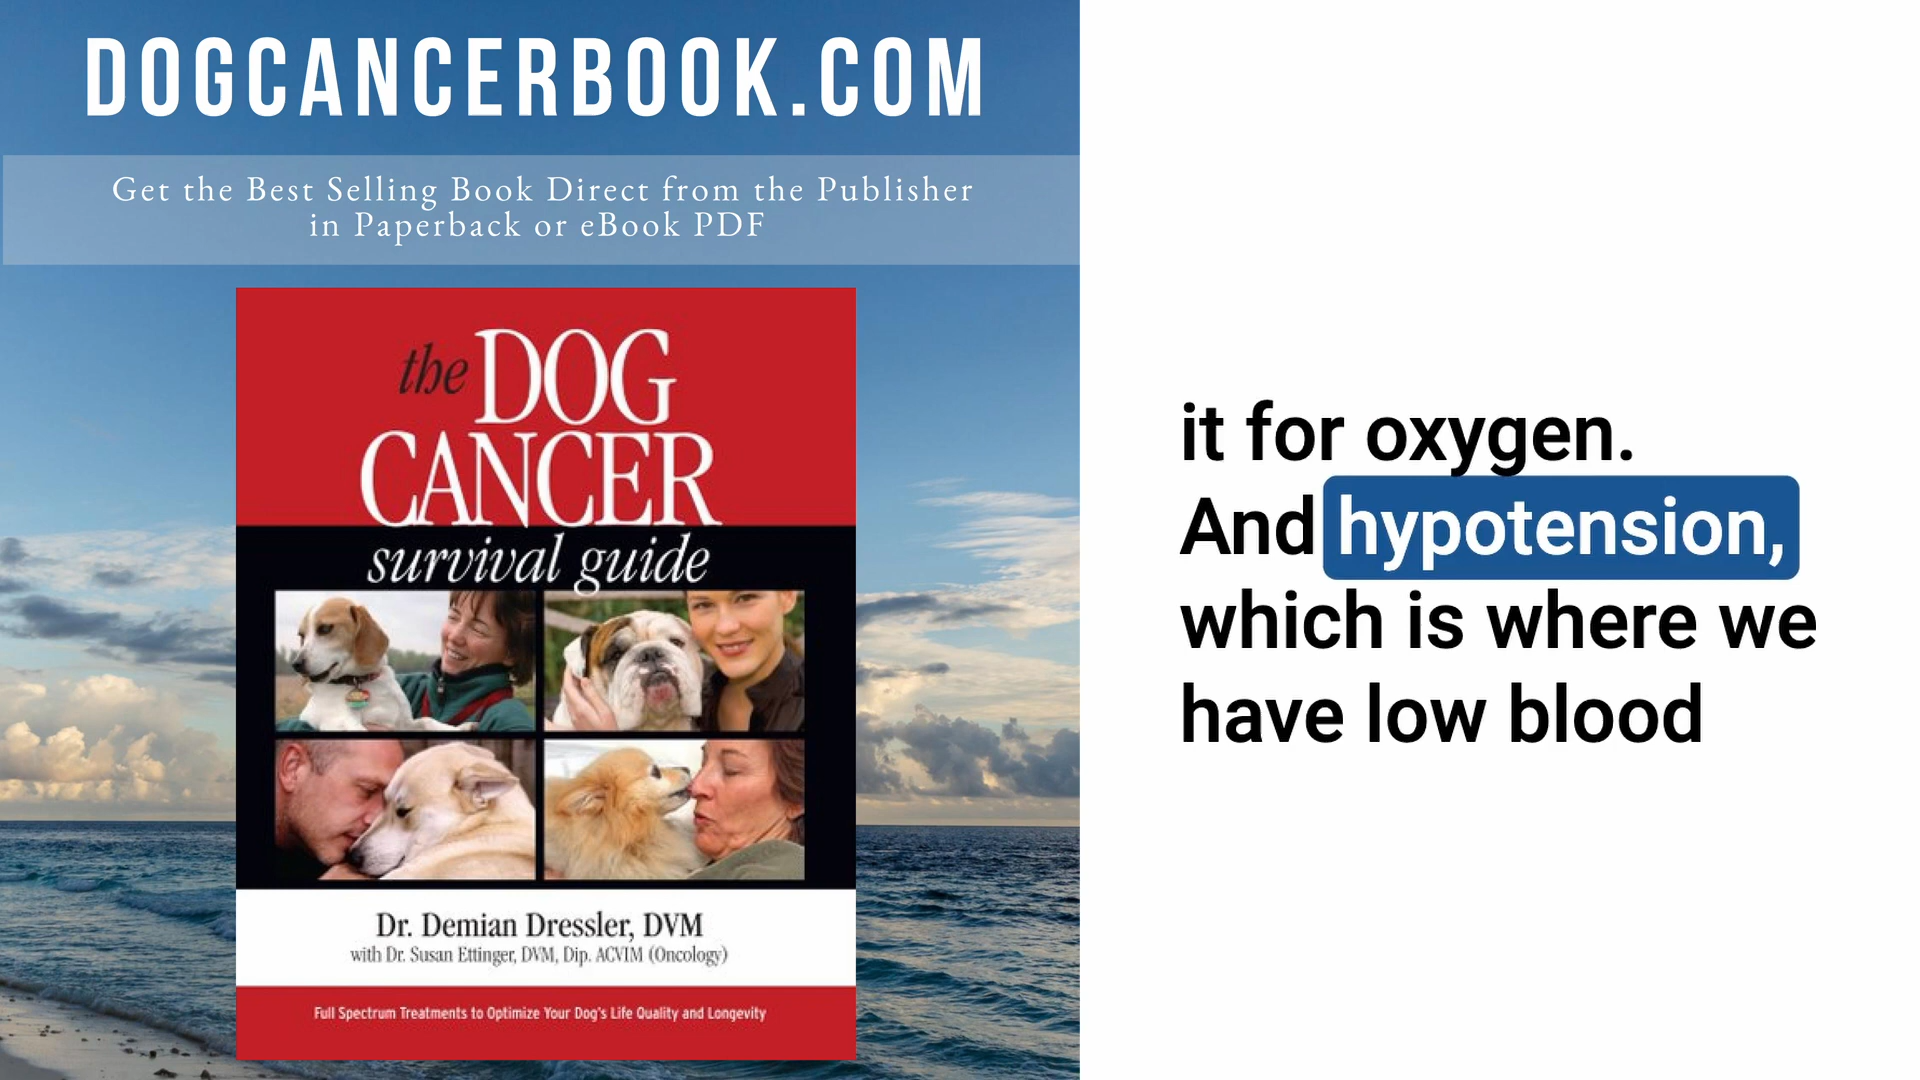 DOGCANCERBOOK.COM
Get the Best Selling Book Direct from the Publisher
in Paperback or eBook PDF
the DOG
CANCER
survival guide
Dr. Demian Dressler, DVM
with Dr. Susan Ettinger, DVM, Dip. ACVIM (Oncology)
Full Spectrum Treatments to Optimize Your Dog's Life Quality and Longevity
it for oxygen.
And hypotension,
which is where we
have low blood